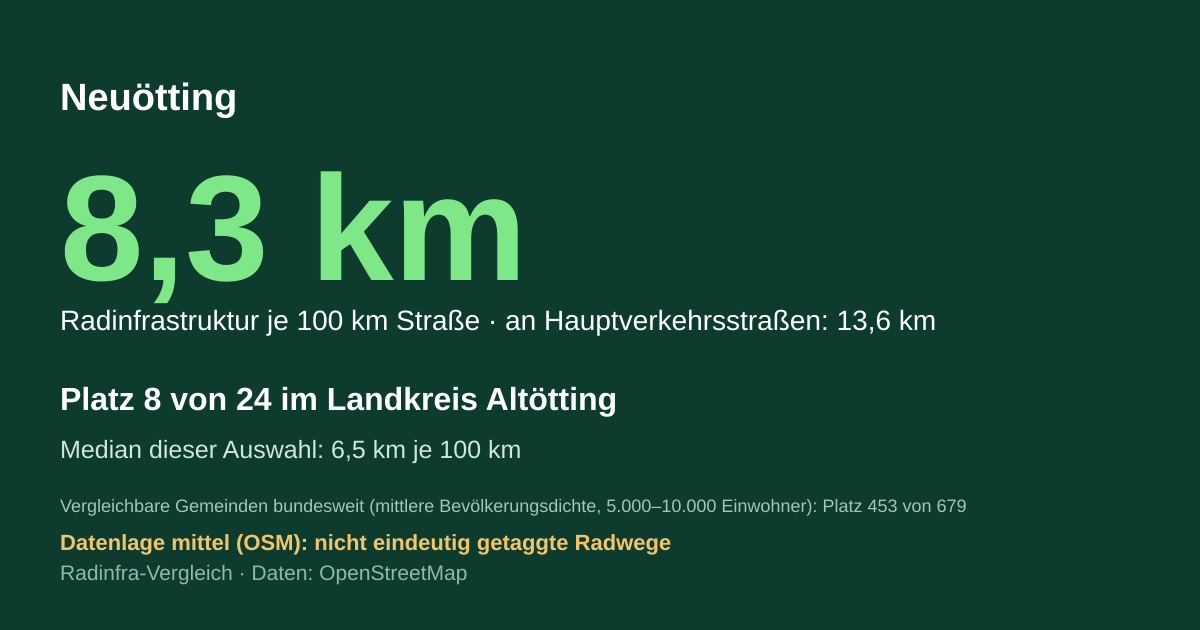 Neuötting
8,3 km
Radinfrastruktur je 100 km Straße · an Hauptverkehrsstraßen: 13,6 km
Platz 8 von 24 im Landkreis Altötting
Median dieser Auswahl: 6,5 km je 100 km
Vergleichbare Gemeinden bundesweit (mittlere Bevölkerungsdichte, 5.000–10.000 Einwohner): Platz 453 von 679
Datenlage mittel (OSM): nicht eindeutig getaggte Radwege
Radinfra-Vergleich · Daten: OpenStreetMap